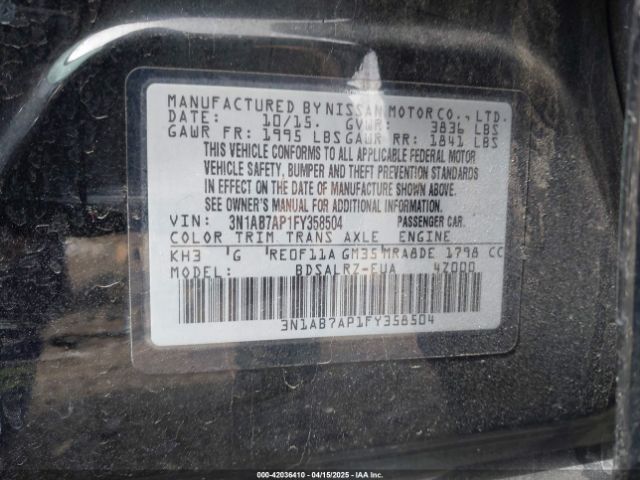 MANUFACTURED BY NISSAN MOTOR CO., LTD.
DATE: 10/15. GVWR: 3836 LBS
GAWR FR: 1995 LBS GAWR RR: 1841 LBS
THIS VEHICLE CONFORMS TO ALL APPLICABLE FEDERAL MOTOR
VEHICLE SAFETY, BUMPER AND THEFT PREVENTION STANDARDS
IN EFFECT ON THE DATE OF MANUFACTURE SHOWN ABOVE.
SEE OWNER'S MANUAL FOR ADDITIONAL INFORMATION.
VIN: 3N1AB7AP1FY358504 PASSENGER CAR.
COLOR TRIM TRANS AXLE ENGINE
KH3 'G 'RE0F11A GM35 MRA8DE 1798 CC
MODEL: BDSALRZ-EUA 4Z000
3N1AB7AP1FY358504
000-42036410 - 04/15/2025 - IAAI.COM